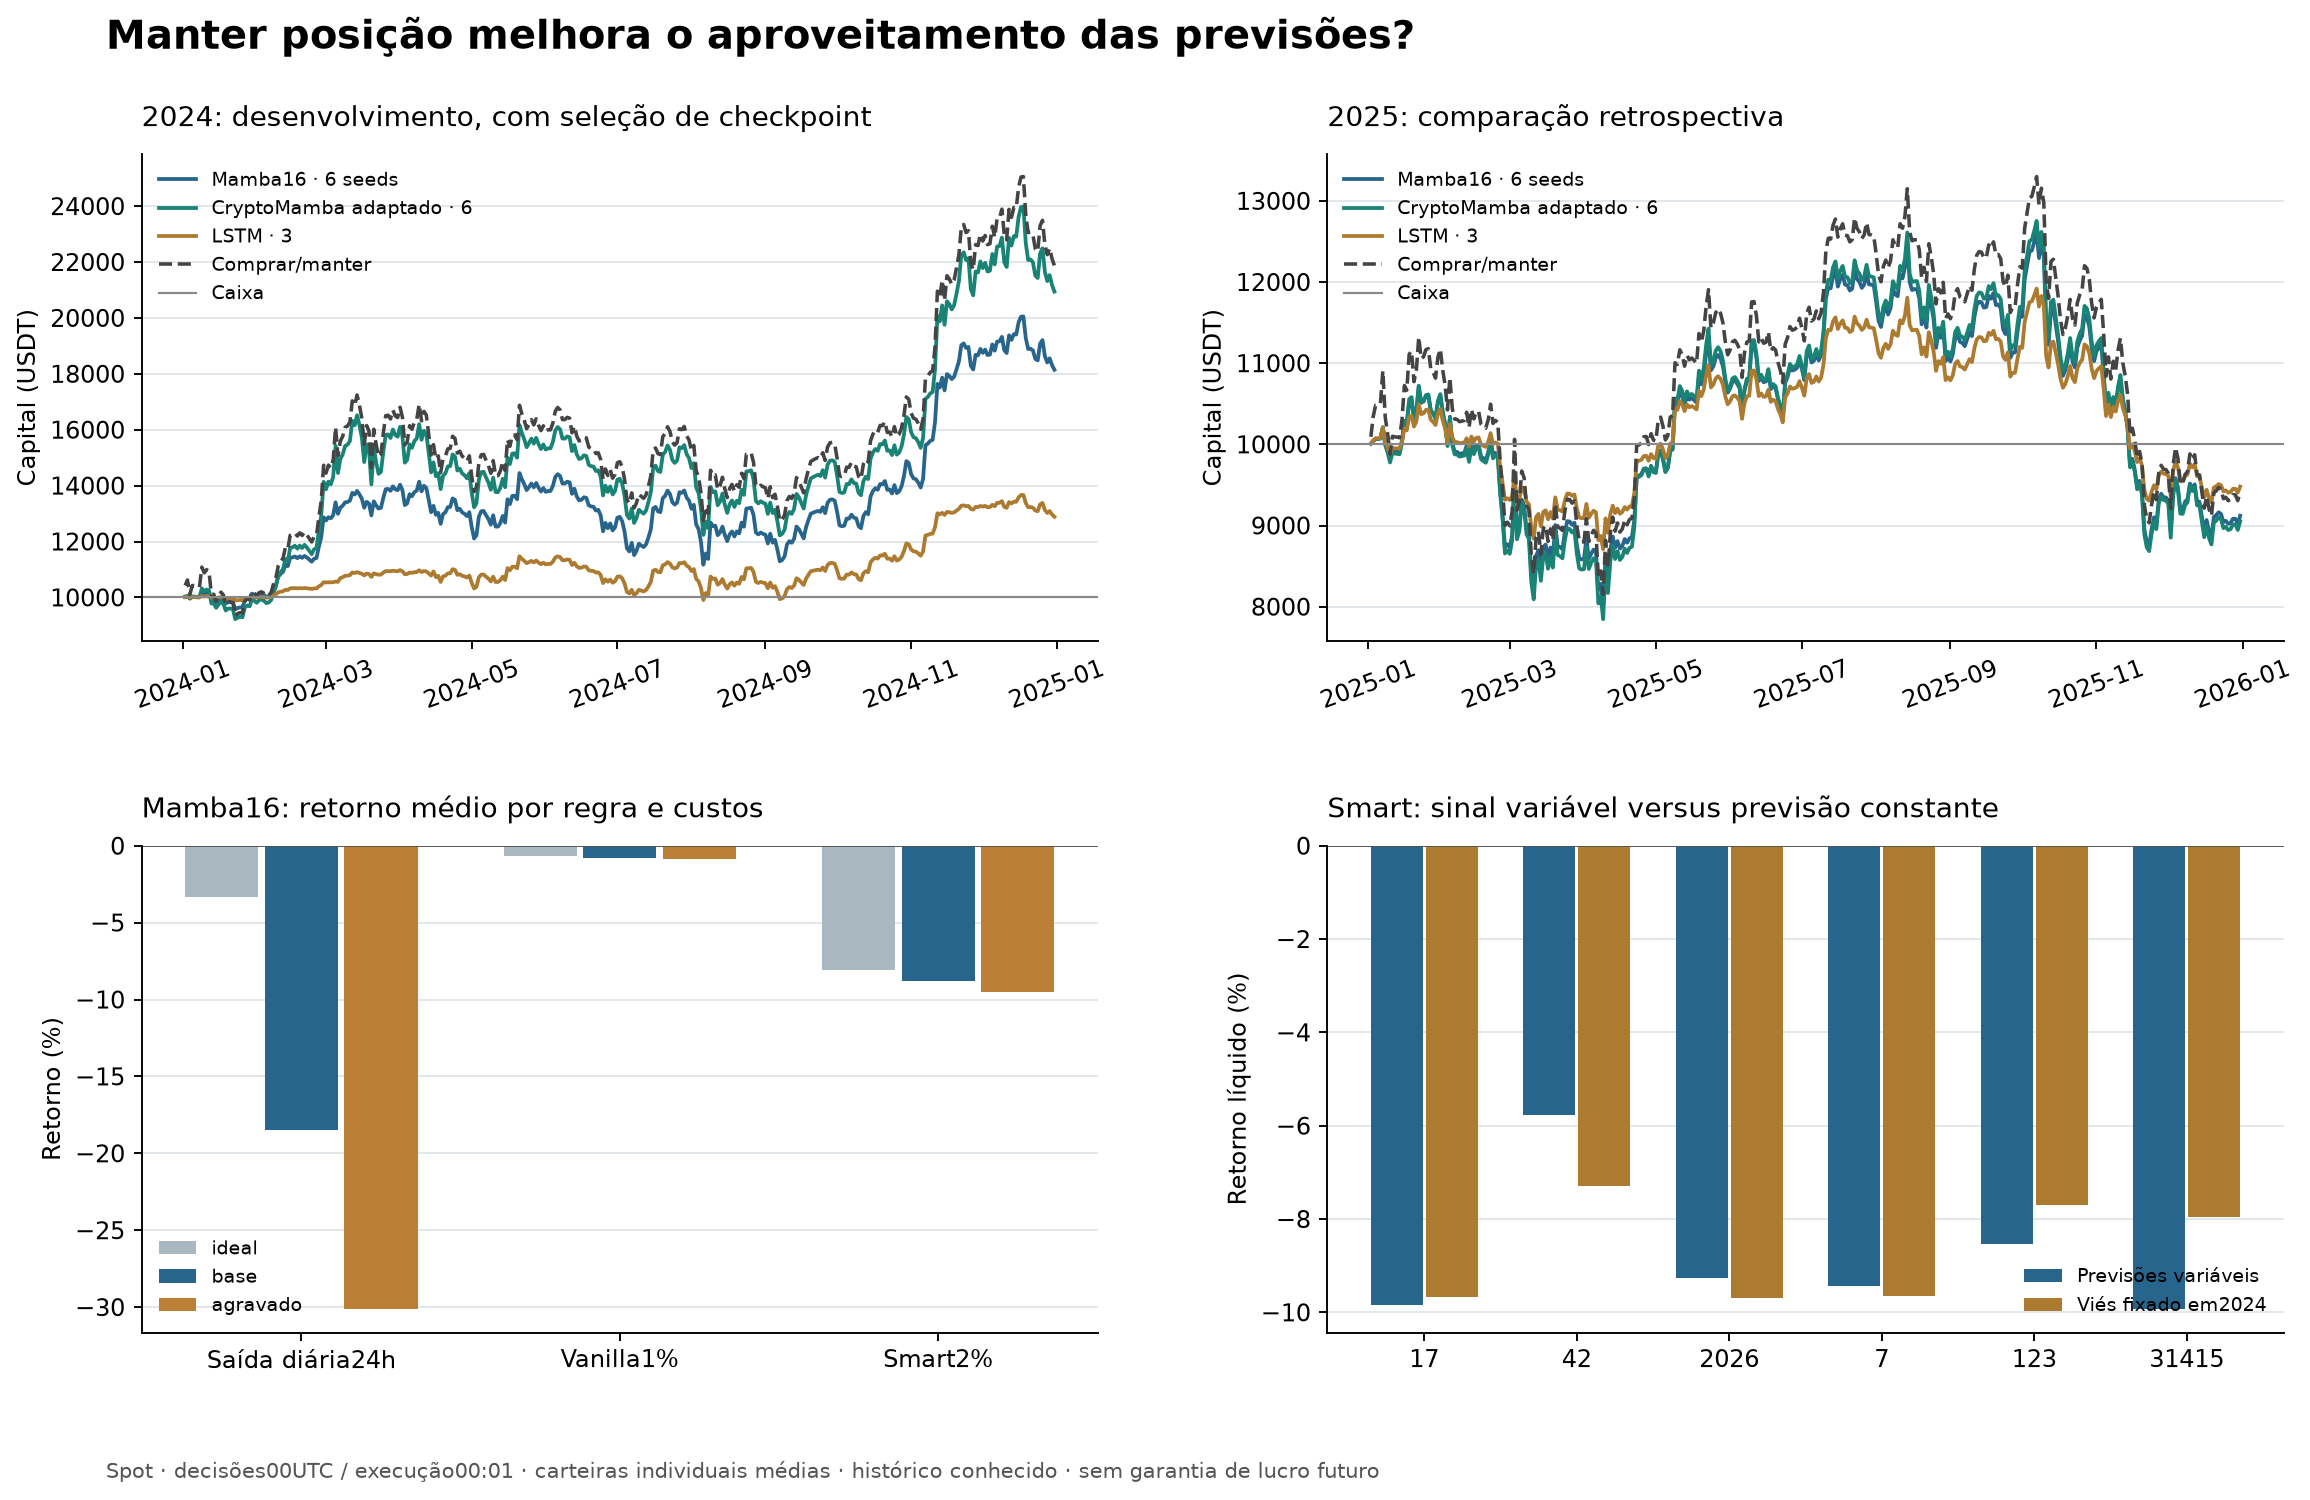 Manter posição melhora o aproveitamento das previsões?
2024: desenvolvimento, com seleção de checkpoint
Capital (USDT)
24000
22000
20000
18000
16000
14000
12000
10000
Mamba16 · 6 seeds
CryptoMamba adaptado · 6
LSTM · 3
Comprar/manter
Caixa
2024-01
2024-03
2024-05
2024-07
2024-09
2024-11
2025-01
2025: comparação retrospectiva
Capital (USDT)
13000
12000
11000
10000
9000
8000
Mamba16 · 6 seeds
CryptoMamba adaptado · 6
LSTM · 3
Comprar/manter
Caixa
2025-01
2025-03
2025-05
2025-07
2025-09
2025-11
2026-01
Mamba16: retorno médio por regra e custos
Retorno (%)
0
−5
−10
−15
−20
−25
−30
ideal
base
agravado
Saída diária24h
Vanilla1%
Smart2%
Smart: sinal variável versus previsão constante
Retorno líquido (%)
0
−2
−4
−6
−8
−10
Previsões variáveis
Viés fixado em2024
17
42
2026
7
123
31415
Spot · decisões00UTC / execução00:01 · carteiras individuais médias · histórico conhecido · sem garantia de lucro futuro